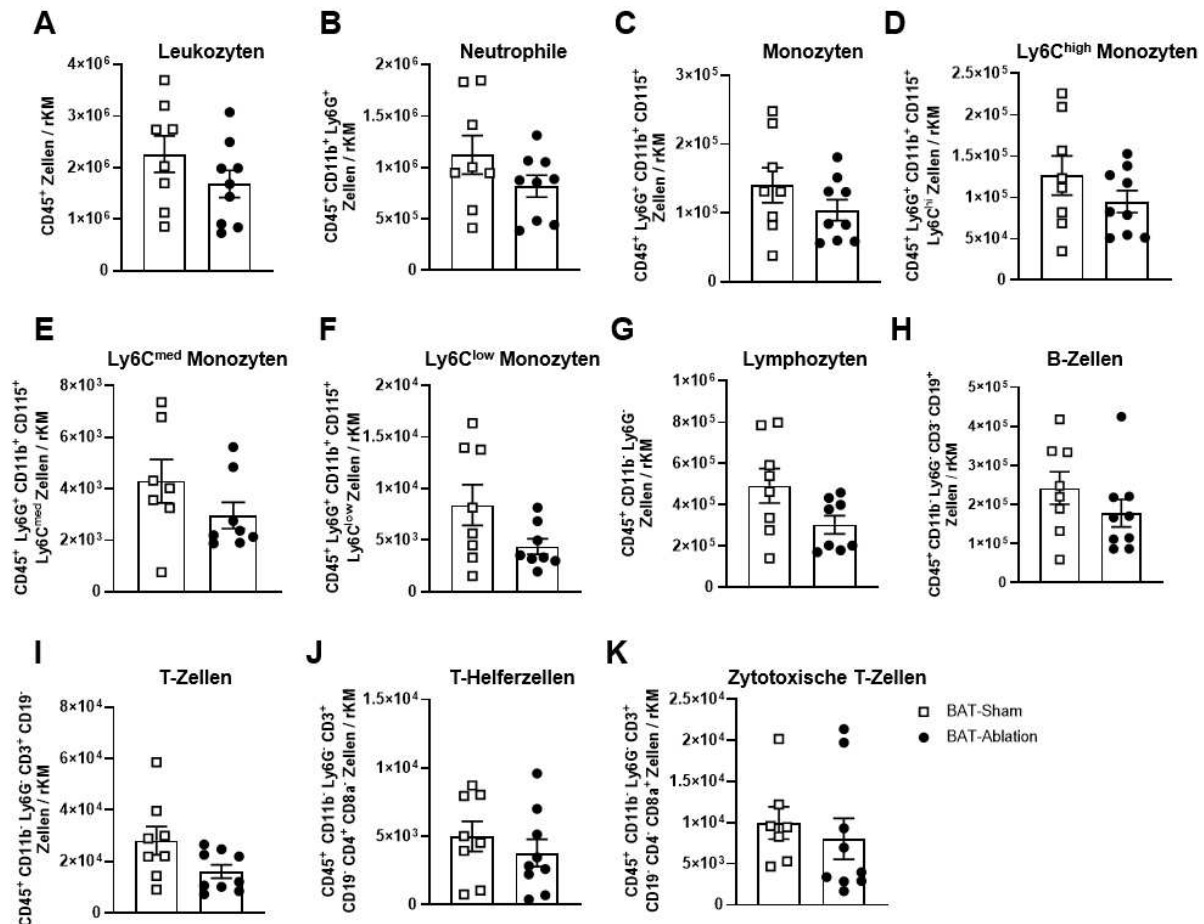 A
Leukozyten
CD45⁺ Zellen / rKM
4×10⁶
3×10⁶
2×10⁶
1×10⁶
0
B
Neutrophile
CD45⁺ CD11b⁺ Ly6G⁺
Zellen / rKM
2×10⁶
1×10⁶
1×10⁶
5×10⁵
0
C
Monozyten
CD45⁺ Ly6G⁺ CD11b⁺ CD115⁺
Zellen / rKM
3×10⁵
2×10⁵
1×10⁵
0
D
Ly6Cʰⁱᵍʰ Monozyten
CD45⁺ Ly6G⁺ CD11b⁺ CD115⁺
Ly6Cʰⁱ Zellen / rKM
2.5×10⁵
2×10⁵
1.5×10⁵
1×10⁵
5×10⁴
0
E
Ly6Cᵐᵉᵈ Monozyten
CD45⁺ Ly6G⁺ CD11b⁺ CD115⁺
Ly6Cᵐᵉᵈ Zellen / rKM
8×10³
6×10³
4×10³
2×10³
0
F
Ly6Cˡᵒʷ Monozyten
CD45⁺ Ly6G⁺ CD11b⁺ CD115⁺
Ly6Cˡᵒʷ Zellen / rKM
2×10⁴
1.5×10⁴
1×10⁴
5×10³
0
G
Lymphozyten
CD45⁺ CD11b⁻ Ly6G⁻
Zellen / rKM
1×10⁶
8×10⁵
6×10⁵
4×10⁵
2×10⁵
0
H
B-Zellen
CD45⁺ CD11b⁻ Ly6G⁻ CD3⁻ CD19⁺
Zellen / rKM
5×10⁵
4×10⁵
3×10⁵
2×10⁵
1×10⁵
0
I
T-Zellen
CD45⁺ CD11b⁻ Ly6G⁻ CD3⁺ CD19⁻
Zellen / rKM
8×10⁴
6×10⁴
4×10⁴
2×10⁴
0
J
T-Helferzellen
CD45⁺ CD11b⁻ Ly6G⁻ CD3⁺
CD19⁻ CD4⁺ CD8a⁻ Zellen / rKM
1.5×10⁴
1×10⁴
5×10³
0
K
Zytotoxische T-Zellen
CD45⁺ CD11b⁻ Ly6G⁻ CD3⁺
CD19⁻ CD4⁻ CD8a⁺ Zellen / rKM
2.5×10⁴
2×10⁴
1.5×10⁴
1×10⁴
5×10³
0
BAT-Sham
BAT-Ablation